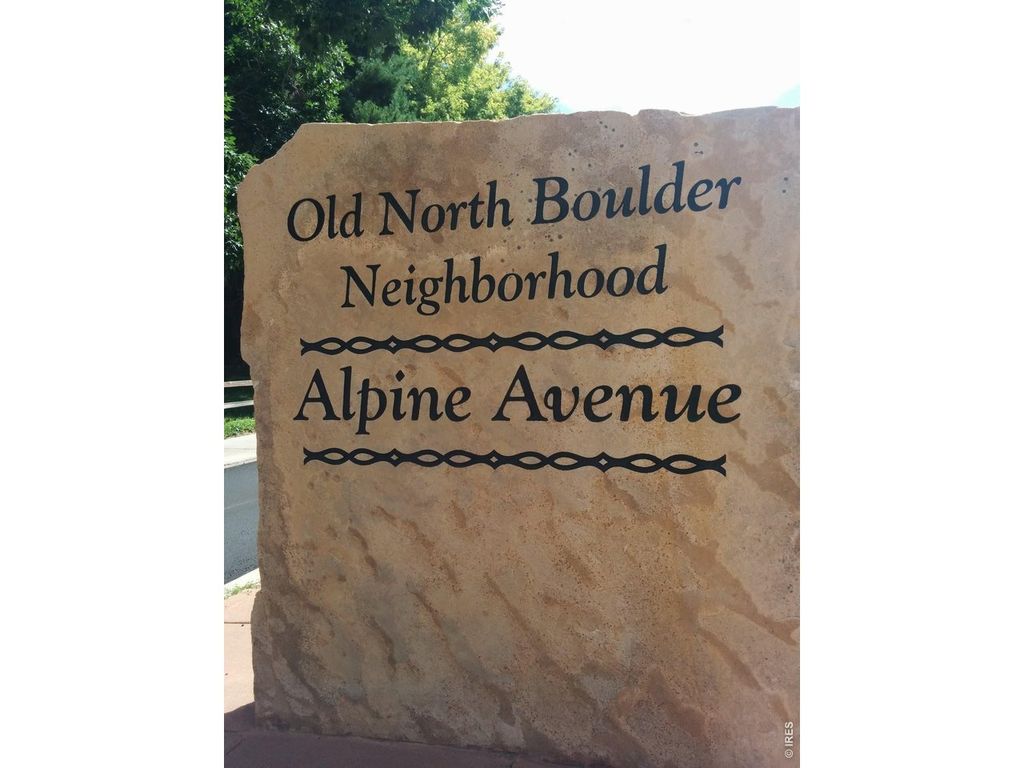 Old North Boulder
Neighborhood
Alpine Avenue
© IRES